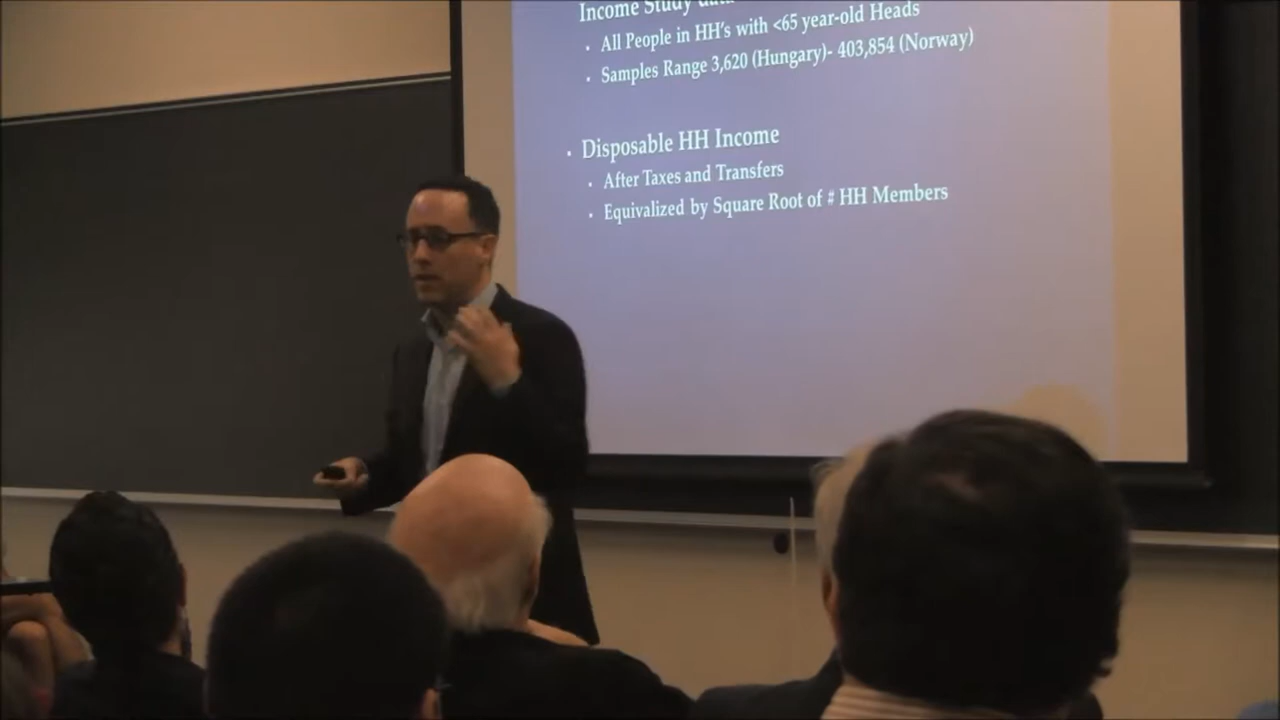 Income Study data
· All People in HH's with <65 year-old Heads
· Samples Range 3,620 (Hungary)- 403,854 (Norway)
· Disposable HH Income
· After Taxes and Transfers
· Equivalized by Square Root of # HH Members